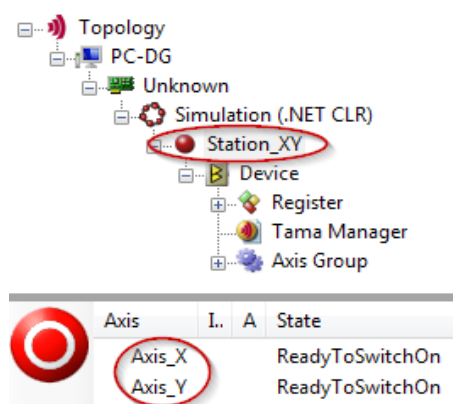 Topology
PC-DG
Unknown
Simulation (.NET CLR)
Station_XY
Device
Register
Tama Manager
Axis Group
Axis I.. A State
Axis_X ReadyToSwitchOn
Axis_Y ReadyToSwitchOn